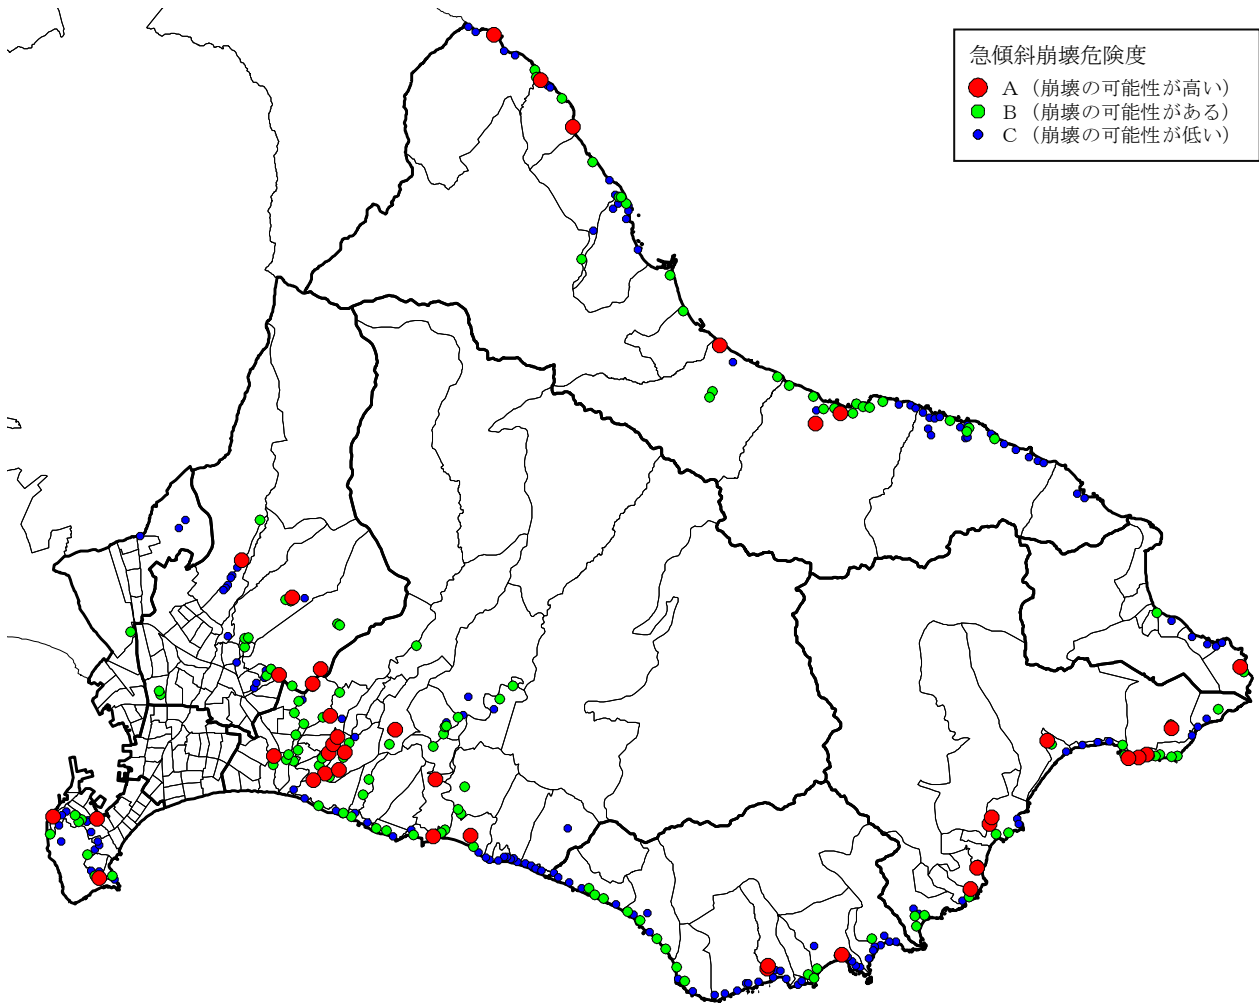 急傾斜崩壊危険度
A（崩壊の可能性が高い）
B（崩壊の可能性がある）
C（崩壊の可能性が低い）